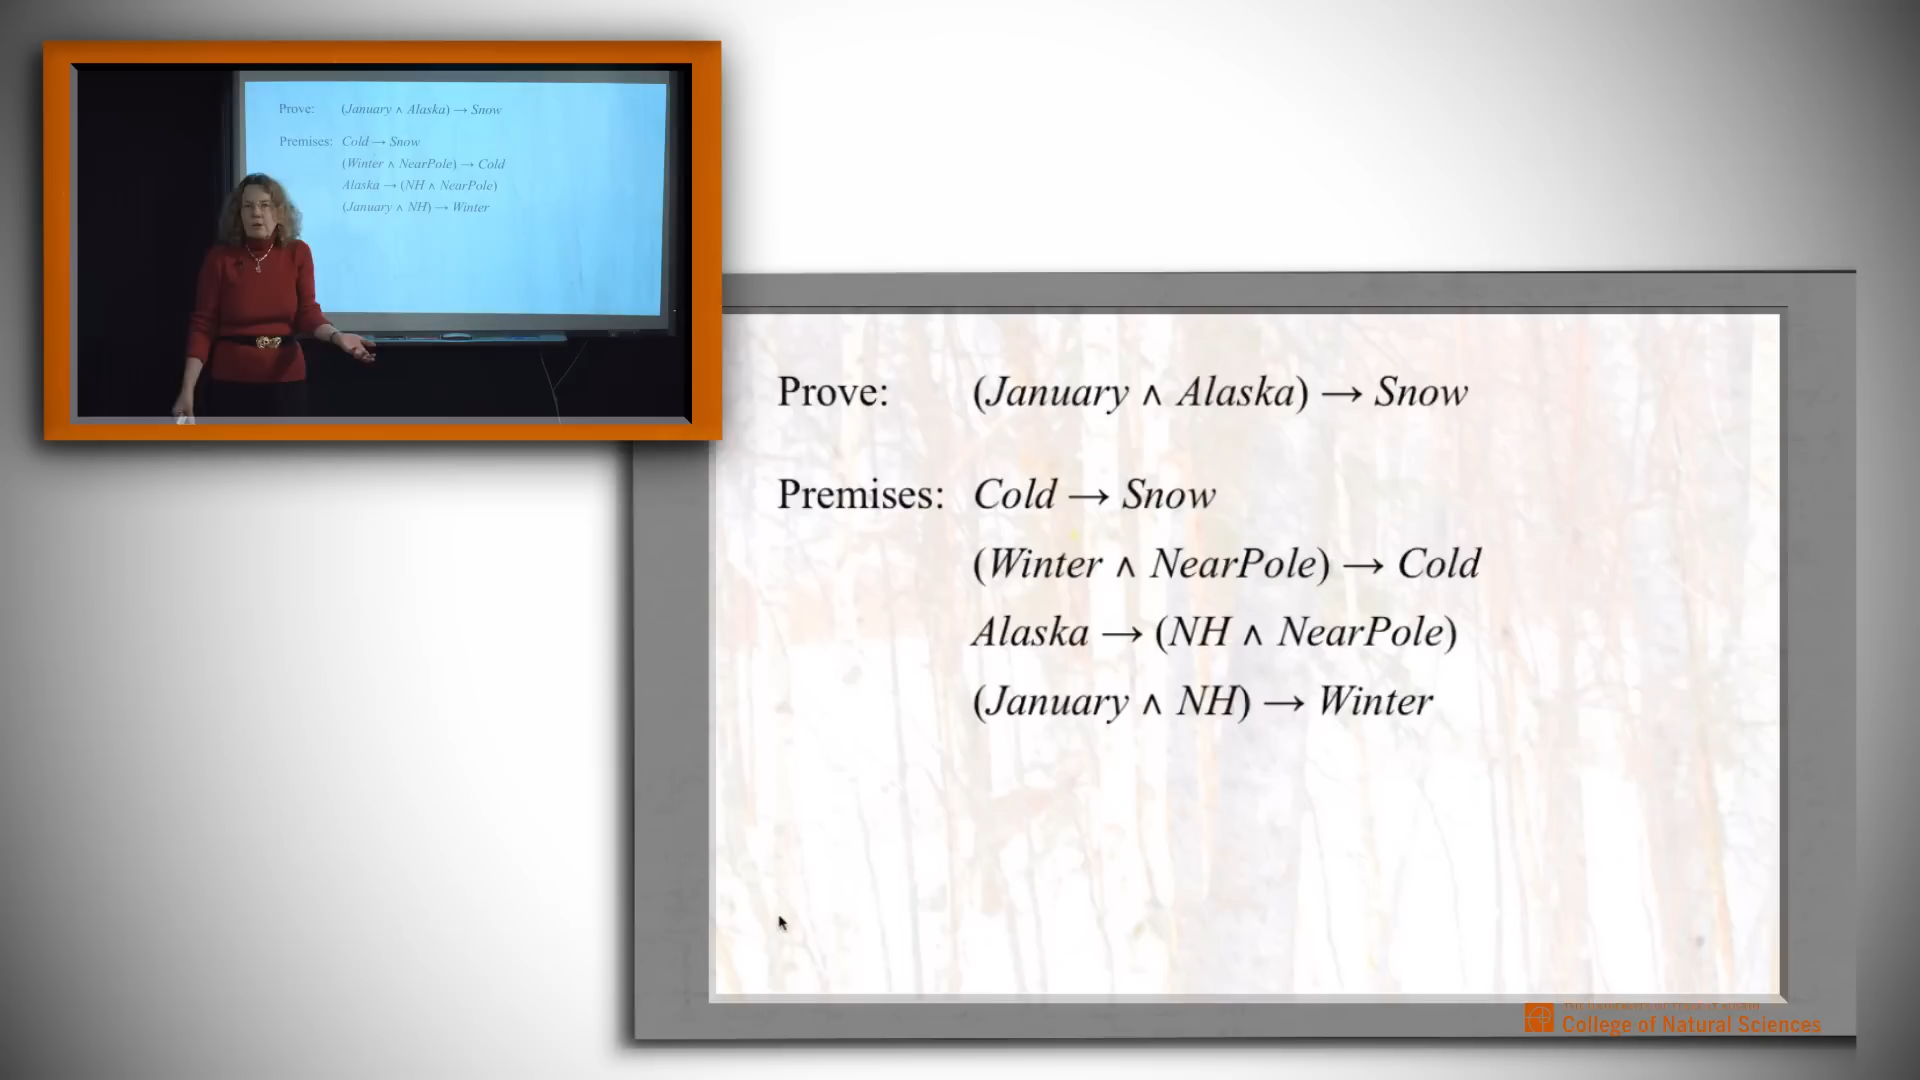 Prove: (January ∧ Alaska) → Snow
Premises: Cold → Snow
(Winter ∧ NearPole) → Cold
Alaska → (NH ∧ NearPole)
(January ∧ NH) → Winter
Prove: (January ∧ Alaska) → Snow
Premises: Cold → Snow
(Winter ∧ NearPole) → Cold
Alaska → (NH ∧ NearPole)
(January ∧ NH) → Winter
College of Natural Sciences